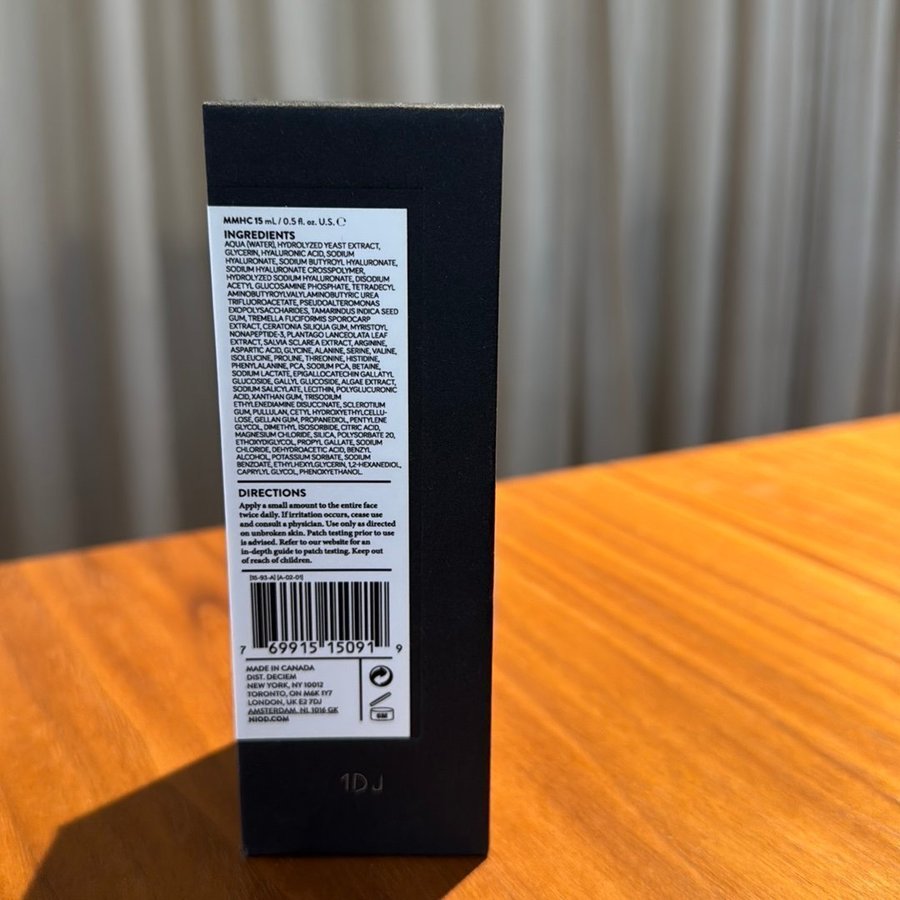 MMHC 15 mL / 0.5 fl. oz. U.S. ℮
INGREDIENTS
AQUA (WATER), HYDROLYZED YEAST EXTRACT,
GLYCERIN, HYALURONIC ACID, SODIUM
HYALURONATE, SODIUM BUTYROYL HYALURONATE,
SODIUM HYALURONATE CROSSPOLYMER,
HYDROLYZED SODIUM HYALURONATE, DISODIUM
ACETYL GLUCOSAMINE PHOSPHATE, TETRADECYL
AMINOBUTYROYLVALYLAMINOBUTYRIC UREA
TRIFLUOROACETATE, PSEUDOALTEROMONAS
EXOPOLYSACCHARIDES, TAMARINDUS INDICA SEED
GUM, TREMELLA FUCIFORMIS SPOROCARP
EXTRACT, CERATONIA SILIQUA GUM, MYRISTOYL
NONAPEPTIDE-3, PLANTAGO LANCEOLATA LEAF
EXTRACT, SALVIA SCLAREA EXTRACT, ARGININE,
ASPARTIC ACID, GLYCINE, ALANINE, SERINE, VALINE,
ISOLEUCINE, PROLINE, THREONINE, HISTIDINE,
PHENYLALANINE, PCA, SODIUM PCA, BETAINE,
SODIUM LACTATE, EPIGALLOCATECHIN GALLATYL
GLUCOSIDE, GALLYL GLUCOSIDE, ALGAE EXTRACT,
SODIUM SALICYLATE, LECITHIN, POLYGLUCURONIC
ACID, XANTHAN GUM, TRISODIUM
ETHYLENEDIAMINE DISUCCINATE, SCLEROTIUM
GUM, PULLULAN, CETYL HYDROXYETHYLCELLU-
LOSE, GELLAN GUM, PROPANEDIOL, PENTYLENE
GLYCOL, DIMETHYL ISOSORBIDE, CITRIC ACID,
MAGNESIUM CHLORIDE, SILICA, POLYSORBATE 20,
ETHOXYDIGLYCOL, PROPYL GALLATE, SODIUM
CHLORIDE, DEHYDROACETIC ACID, BENZYL
ALCOHOL, POTASSIUM SORBATE, SODIUM
BENZOATE, ETHYLHEXYLGLYCERIN, 1,2-HEXANEDIOL,
CAPRYLYL GLYCOL, PHENOXYETHANOL.
DIRECTIONS
Apply a small amount to the entire face
twice daily. If irritation occurs, cease use
and consult a physician. Use only as directed
on unbroken skin. Patch testing prior to use
is advised. Refer to our website for an
in-depth guide to patch testing. Keep out
of reach of children.
[16-93-A] [A-02-01]
7 69915 15091 9
MADE IN CANADA
DIST. DECIEM
NEW YORK, NY 10012
TORONTO, ON M6K 1Y7
LONDON, UK E2 7DJ
AMSTERDAM, NL 1016 GK
NIOD.COM
6M
1DJ